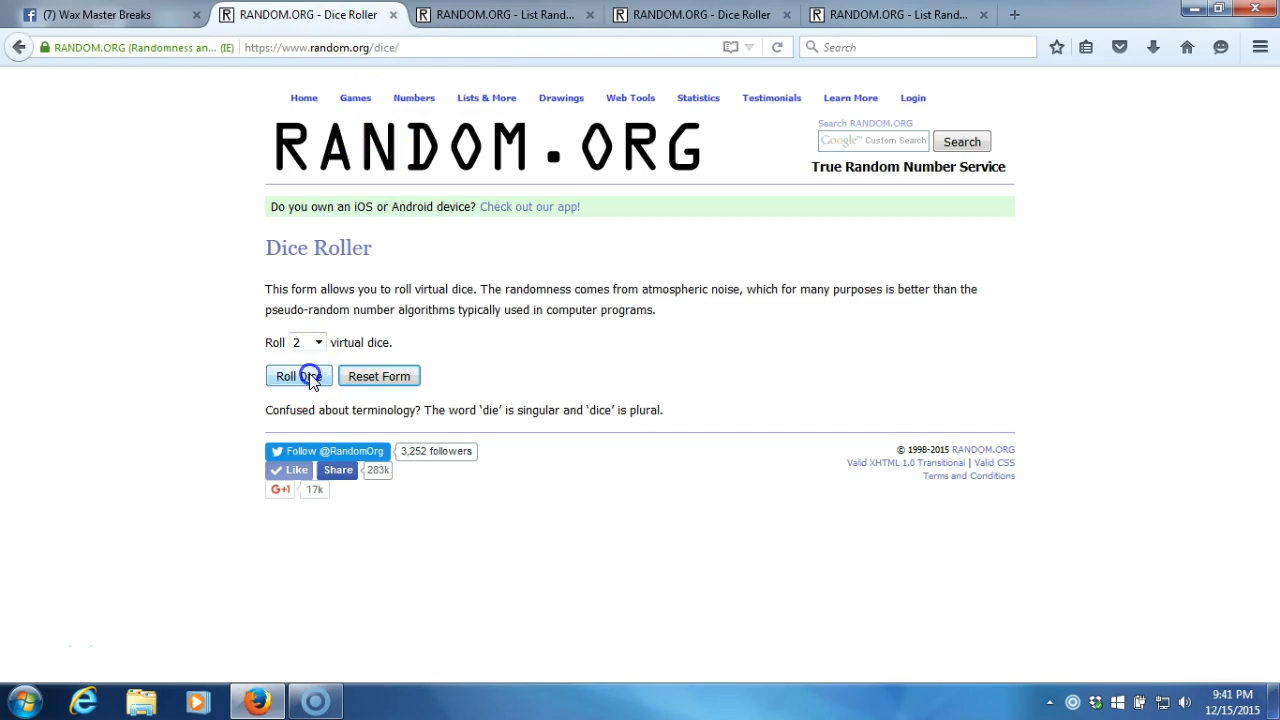 (7) Wax Master Breaks
RANDOM.ORG - Dice Roller
RANDOM.ORG - List Rand...
RANDOM.ORG - Dice Roller
RANDOM.ORG - List Rand...
RANDOM.ORG (Randomness an... (IE)
https://www.random.org/dice/
Search
Home Games Numbers Lists & More Drawings Web Tools Statistics Testimonials Learn More Login
RANDOM.ORG
Search RANDOM.ORG
Google™ Custom Search
Search
True Random Number Service
Do you own an iOS or Android device? Check out our app!
Dice Roller
This form allows you to roll virtual dice. The randomness comes from atmospheric noise, which for many purposes is better than the
pseudo-random number algorithms typically used in computer programs.
Roll 2 virtual dice.
Roll Dice Reset Form
Confused about terminology? The word ‘die’ is singular and ‘dice’ is plural.
Follow @RandomOrg 3,252 followers
Like Share 283k
G+1 17k
© 1998-2015 RANDOM.ORG
Valid XHTML 1.0 Transitional | Valid CSS
Terms and Conditions
9:41 PM
12/15/2015